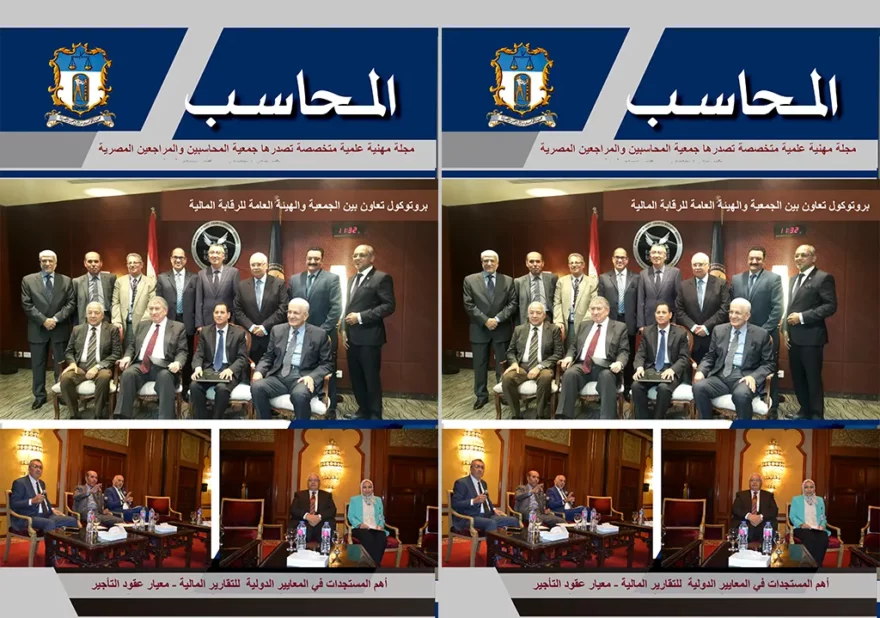 المحاسب
مجلة مهنية علمية متخصصة تصدرها جمعية المحاسبين والمراجعين المصرية
بروتوكول تعاون بين الجمعية والهيئة العامة للرقابة المالية
أهم المستجدات في المعايير الدولية للتقارير المالية - معيار عقود التأجير
المحاسب
مجلة مهنية علمية متخصصة تصدرها جمعية المحاسبين والمراجعين المصرية
بروتوكول تعاون بين الجمعية والهيئة العامة للرقابة المالية
أهم المستجدات في المعايير الدولية للتقارير المالية - معيار عقود التأجير